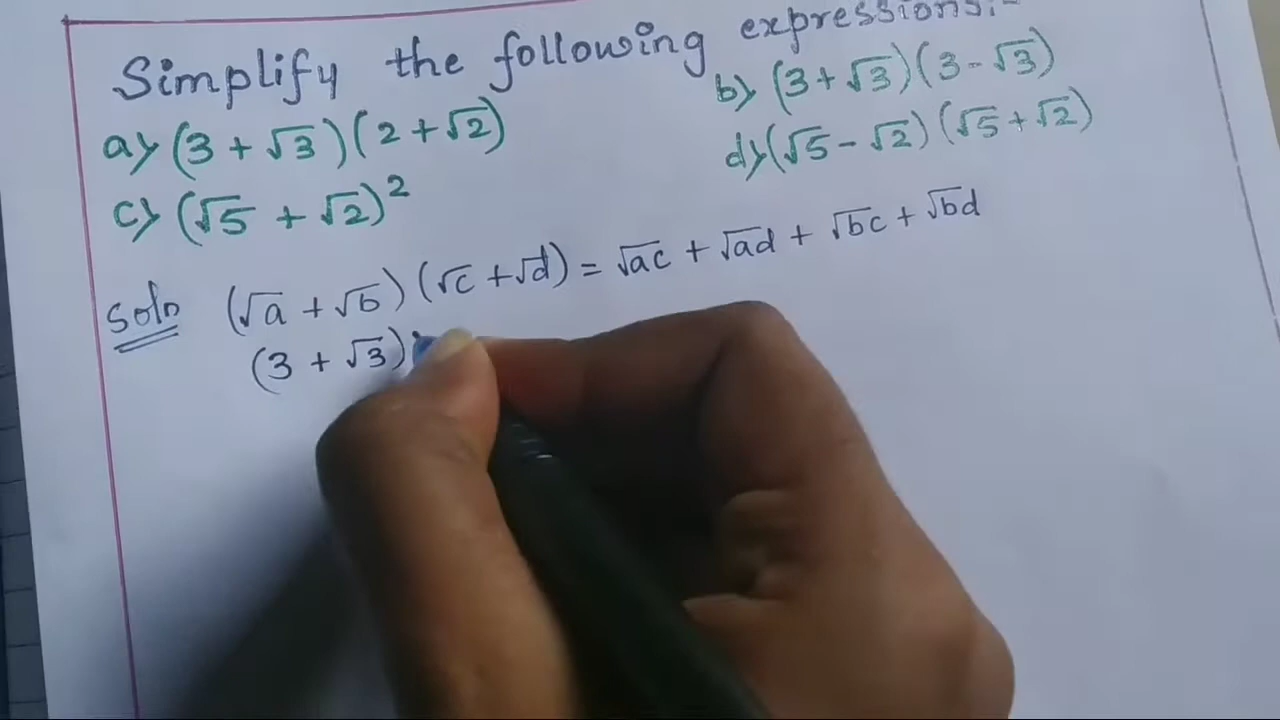 Simplify the following expressions:-
a) (3 + √3)(2 + √2)
b) (3 + √3)(3 - √3)
c) (√5 + √2)²
d) (√5 - √2)(√5 + √2)
Soln (√a + √b)(√c + √d) = √ac + √ad + √bc + √bd
(3 + √3)